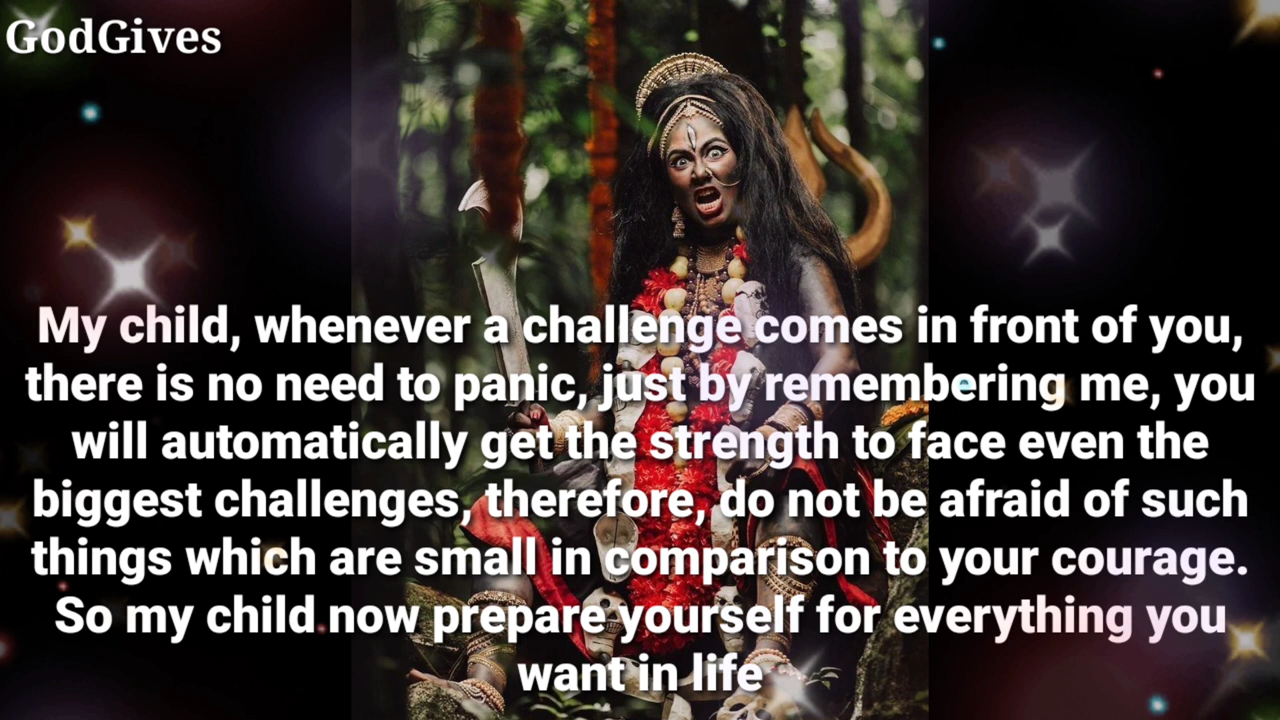 GodGives
My child, whenever a challenge comes in front of you,
there is no need to panic, just by remembering me, you
will automatically get the strength to face even the
biggest challenges, therefore, do not be afraid of such
things which are small in comparison to your courage.
So my child now prepare yourself for everything you
want in life